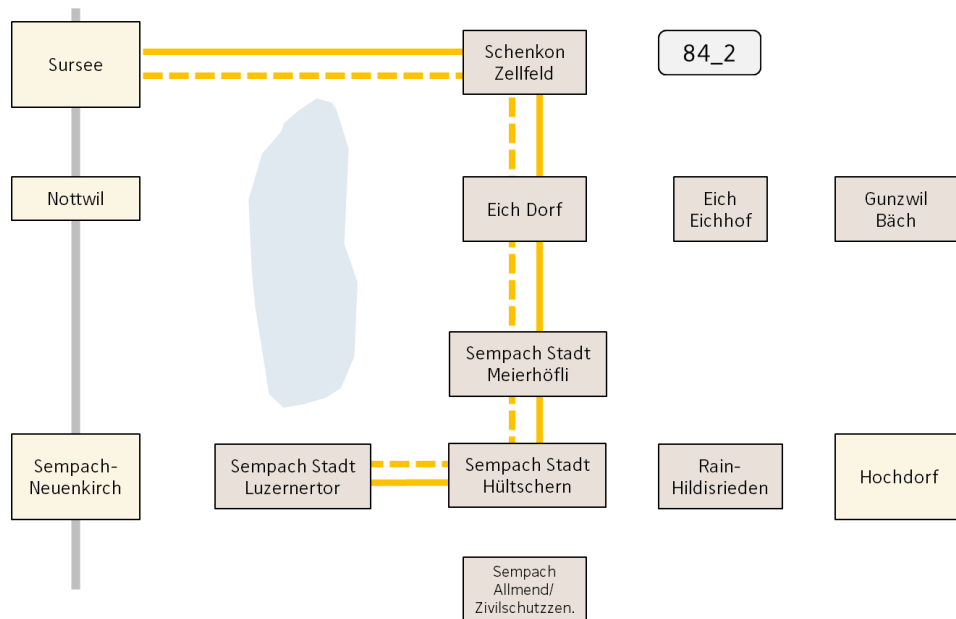 Sursee
Schenkon
Zellfeld
84_2
Nottwil
Eich Dorf
Eich
Eichhof
Gunzwil
Bäch
Sempach Stadt
Meierhöfli
Sempach-
Neuenkirch
Sempach Stadt
Luzernertor
Sempach Stadt
Hültschern
Rain-
Hildisrieden
Hochdorf
Sempach
Allmend/
Zivilschutzzen.